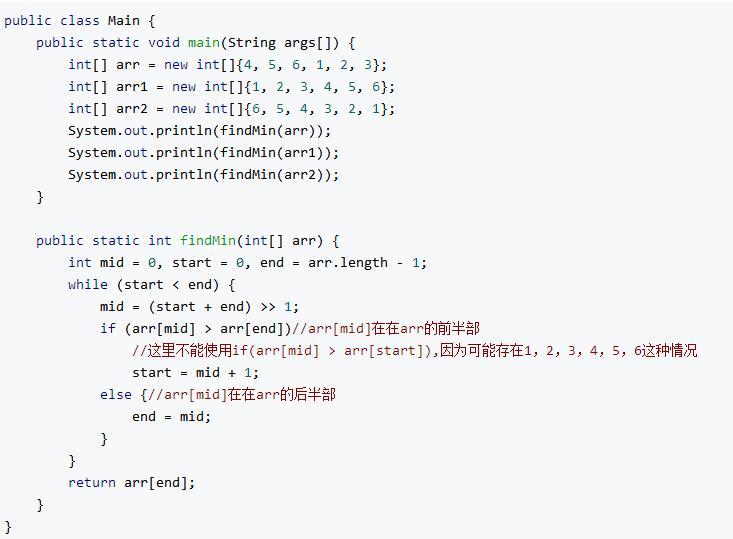 public class Main {
    public static void main(String args[]) {
        int[] arr = new int[]{4, 5, 6, 1, 2, 3};
        int[] arr1 = new int[]{1, 2, 3, 4, 5, 6};
        int[] arr2 = new int[]{6, 5, 4, 3, 2, 1};
        System.out.println(findMin(arr));
        System.out.println(findMin(arr1));
        System.out.println(findMin(arr2));
    }

    public static int findMin(int[] arr) {
        int mid = 0, start = 0, end = arr.length - 1;
        while (start < end) {
            mid = (start + end) >> 1;
            if (arr[mid] > arr[end])//arr[mid]在在arr的前半部
                //这里不能使用if(arr[mid] > arr[start]),因为可能存在1, 2, 3, 4, 5, 6这种情况
                start = mid + 1;
            else {//arr[mid]在在arr的后半部
                end = mid;
            }
        }
        return arr[end];
    }
}